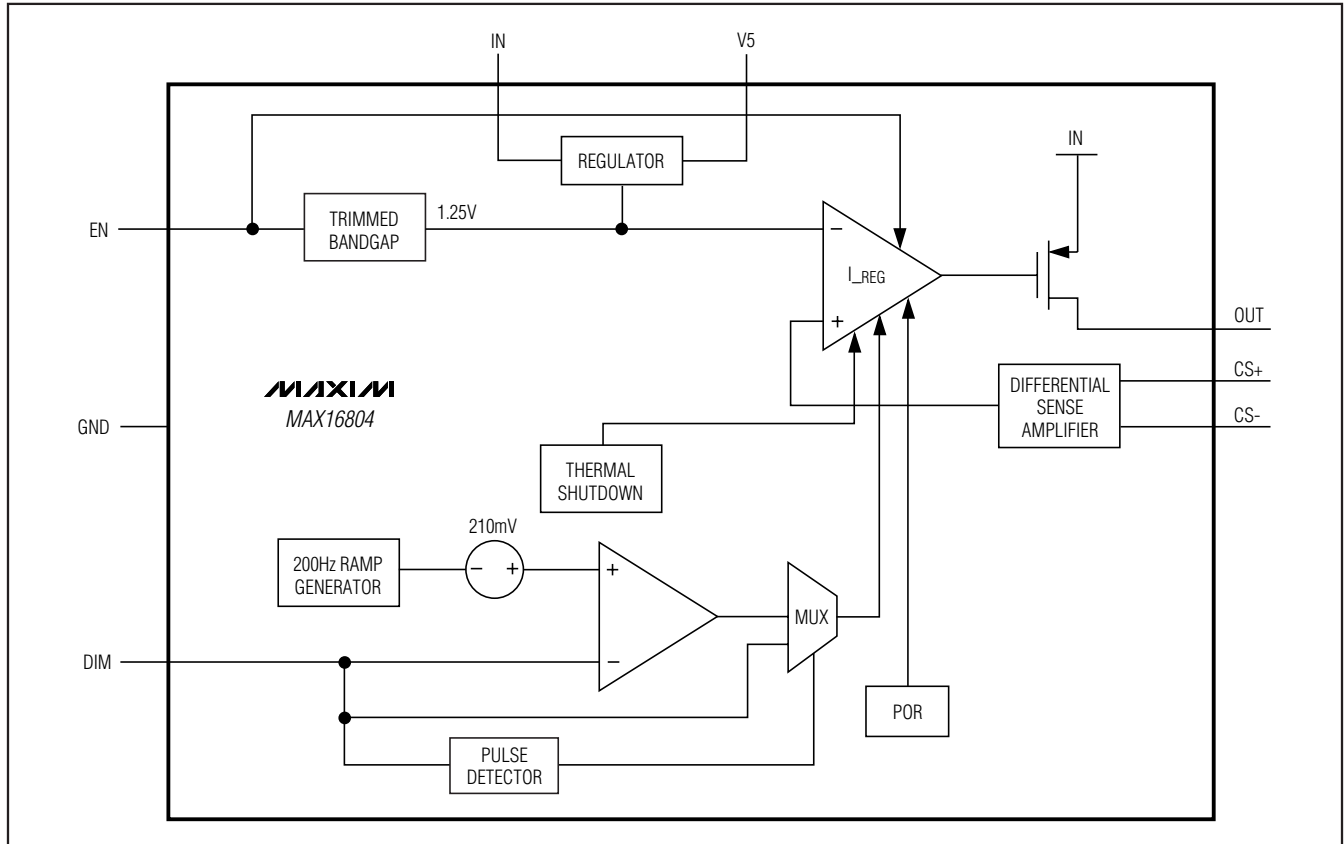 IN
V5
IN
REGULATOR
EN
TRIMMED
BANDGAP
1.25V
−
I_REG
+
OUT
CS+
DIFFERENTIAL
SENSE
AMPLIFIER
CS-
MAXIM
MAX16804
GND
THERMAL
SHUTDOWN
210mV
200Hz RAMP
GENERATOR
− +
+
MUX
DIM
−
POR
PULSE
DETECTOR